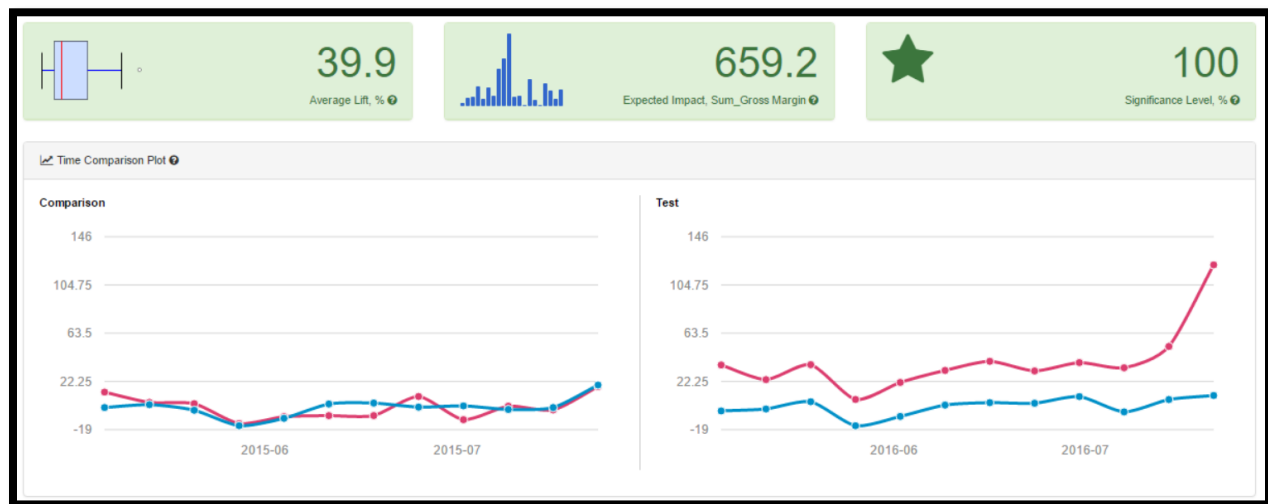 39.9
Average Lift, %
659.2
Expected Impact, Sum_Gross Margin
100
Significance Level, %
Time Comparison Plot
Comparison
146
104.75
63.5
22.25
-19
2015-06 2015-07
Test
146
104.75
63.5
22.25
-19
2016-06 2016-07